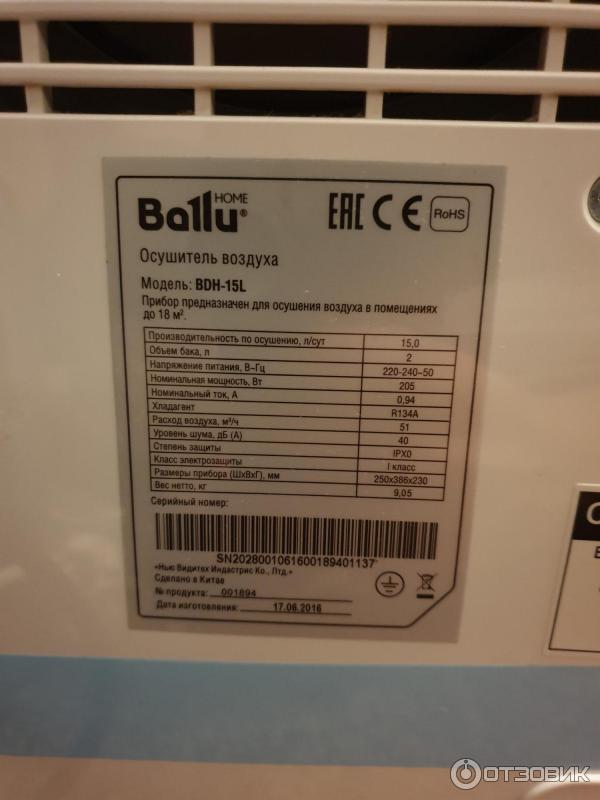 HOME
Ballu®
EAC CE RoHS
Осушитель воздуха
Модель: BDH-15L
Прибор предназначен для осушения воздуха в помещениях
до 18 м².
Производительность по осушению, л/сут 15,0
Объем бака, л 2
Напряжение питания, В~Гц 220-240~50
Номинальная мощность, Вт 205
Номинальный ток, А 0,94
Хладагент R134A
Расход воздуха, м³/ч 51
Уровень шума, дБ (А) 40
Степень защиты IPX0
Класс электрозащиты I класс
Размеры прибора (ШхВхГ), мм 250х386х230
Вес нетто, кг 9,05
Серийный номер:
SN2028001061600189401137
«Нью Видитех Индастрис Ко., Лтд.»
Сделано в Китае
№ продукта: 001894
Дата изготовления: 17.06.2016
ОТЗОВИК